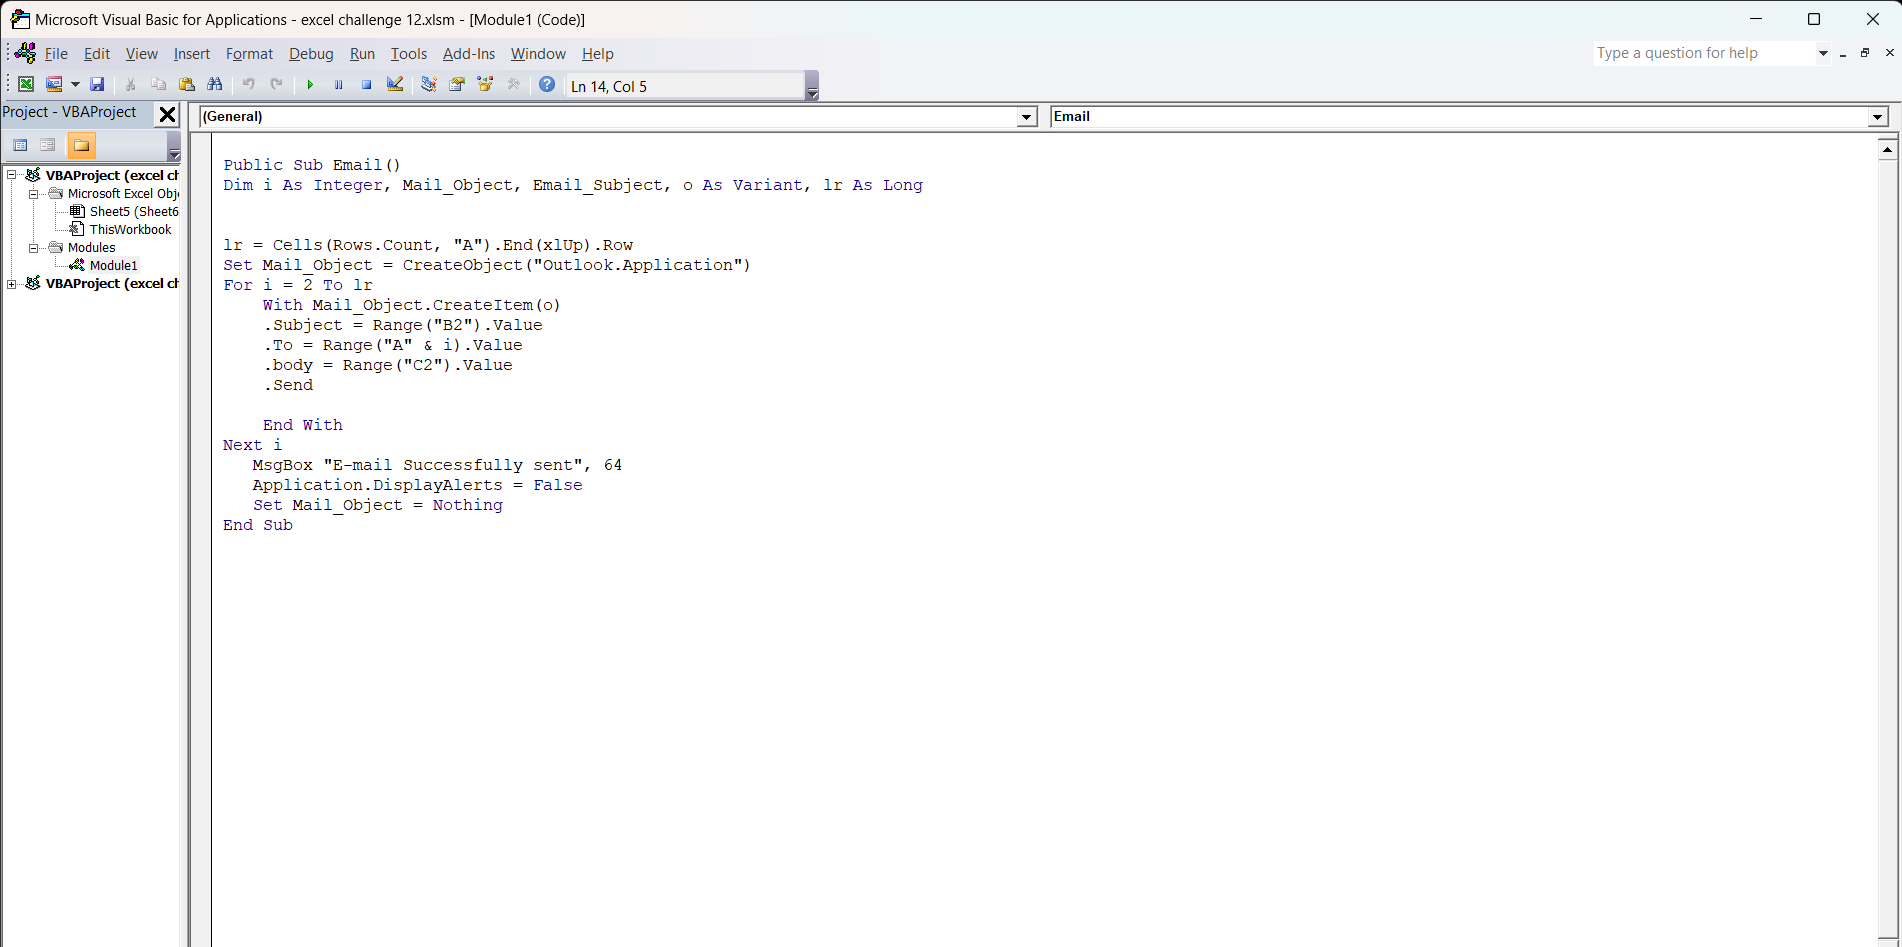 Microsoft Visual Basic for Applications - excel challenge 12.xlsm - [Module1 (Code)]
File Edit View Insert Format Debug Run Tools Add-Ins Window Help Type a question for help
Ln 14, Col 5
Project - VBAProject
(General) Email
VBAProject (excel ch
Microsoft Excel Obje
Sheet5 (Sheet6
ThisWorkbook
Modules
Module1
VBAProject (excel ch
Public Sub Email()
Dim i As Integer, Mail_Object, Email_Subject, o As Variant, lr As Long
lr = Cells(Rows.Count, "A").End(xlUp).Row
Set Mail_Object = CreateObject("Outlook.Application")
For i = 2 To lr
With Mail_Object.CreateItem(o)
.Subject = Range("B2").Value
.To = Range("A" & i).Value
.body = Range("C2").Value
.Send
End With
Next i
MsgBox "E-mail Successfully sent", 64
Application.DisplayAlerts = False
Set Mail_Object = Nothing
End Sub